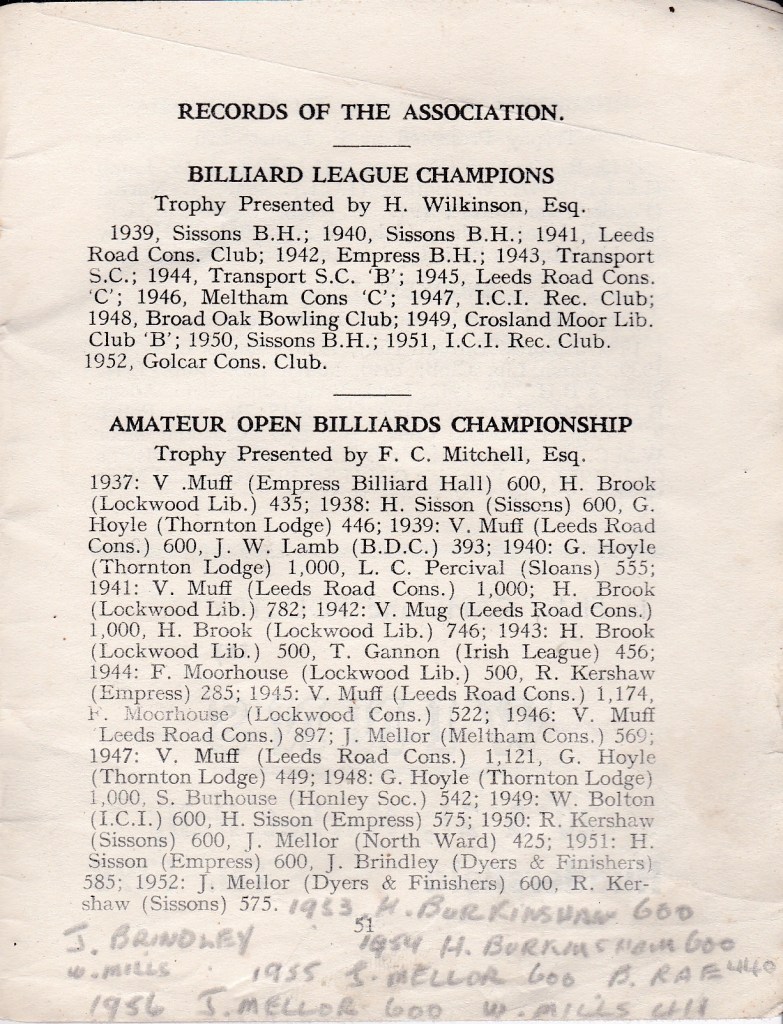 RECORDS OF THE ASSOCIATION.
BILLIARD LEAGUE CHAMPIONS
Trophy Presented by H. Wilkinson, Esq.
1939, Sissons B.H.; 1940, Sissons B.H.; 1941, Leeds
Road Cons. Club; 1942, Empress B.H.; 1943, Transport
S.C.; 1944, Transport S.C. 'B'; 1945, Leeds Road Cons.
'C'; 1946, Meltham Cons 'C'; 1947, I.C.I. Rec. Club;
1948, Broad Oak Bowling Club; 1949, Crosland Moor Lib.
Club 'B'; 1950, Sissons B.H.; 1951, I.C.I. Rec. Club.
1952, Golcar Cons. Club.
AMATEUR OPEN BILLIARDS CHAMPIONSHIP
Trophy Presented by F. C. Mitchell, Esq.
1937: V .Muff (Empress Billiard Hall) 600, H. Brook
(Lockwood Lib.) 435; 1938: H. Sisson (Sissons) 600, G.
Hoyle (Thornton Lodge) 446; 1939: V. Muff (Leeds Road
Cons.) 600, J. W. Lamb (B.D.C.) 393; 1940: G. Hoyle
(Thornton Lodge) 1,000, L. C. Percival (Sloans) 555;
1941: V. Muff (Leeds Road Cons.) 1,000; H. Brook
(Lockwood Lib.) 782; 1942: V. Mug (Leeds Road Cons.)
1,000, H. Brook (Lockwood Lib.) 746; 1943: H. Brook
(Lockwood Lib.) 500, T. Gannon (Irish League) 456;
1944: F. Moorhouse (Lockwood Lib.) 500, R. Kershaw
(Empress) 285; 1945: V. Muff (Leeds Road Cons.) 1,174,
F. Moorhouse (Lockwood Cons.) 522; 1946: V. Muff
Leeds Road Cons.) 897; J. Mellor (Meltham Cons.) 569;
1947: V. Muff (Leeds Road Cons.) 1,121, G. Hoyle
(Thornton Lodge) 449; 1948: G. Hoyle (Thornton Lodge)
1,000, S. Burhouse (Honley Soc.) 542; 1949: W. Bolton
(I.C.I.) 600, H. Sisson (Empress) 575; 1950: R. Kershaw
(Sissons) 600, J. Mellor (North Ward) 425; 1951: H.
Sisson (Empress) 600, J. Brindley (Dyers & Finishers)
585; 1952: J. Mellor (Dyers & Finishers) 600, R. Ker-
shaw (Sissons) 575. 1953 H. BURKINSHAW 600
51
J. BRINDLEY 1954 H. BURKINSHAW 600
W. MILLS 1955. J. MELLOR 600 B. RAE 440
1956 J. MELLOR 600 W. MILLS 411